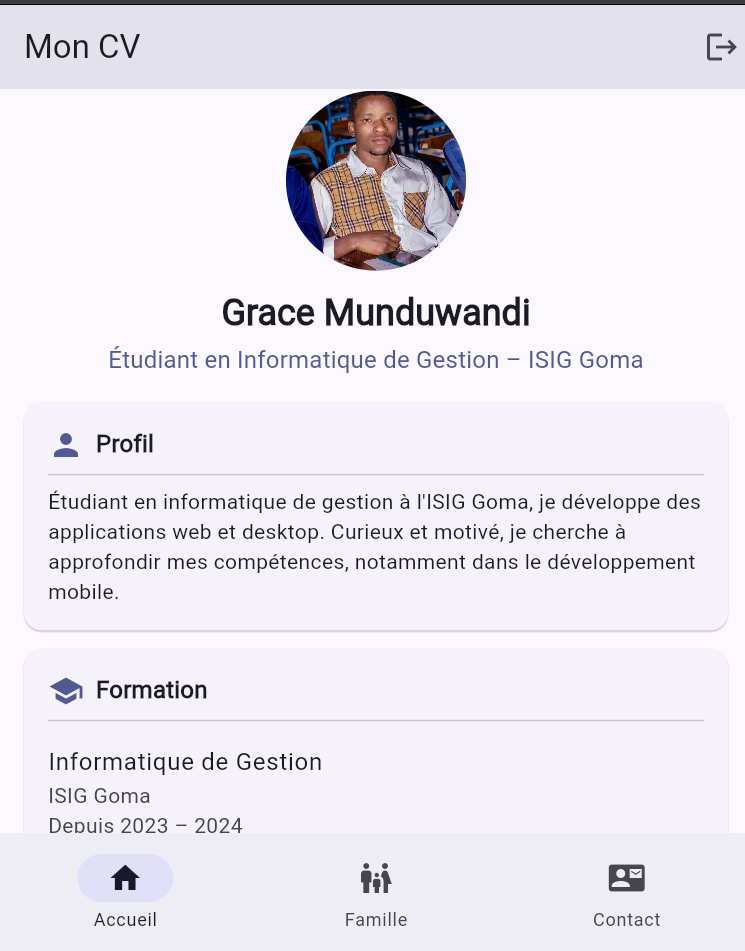 Mon CV
Grace Munduwandi
Étudiant en Informatique de Gestion – ISIG Goma
Profil
Étudiant en informatique de gestion à l'ISIG Goma, je développe des
applications web et desktop. Curieux et motivé, je cherche à
approfondir mes compétences, notamment dans le développement
mobile.
Formation
Informatique de Gestion
ISIG Goma
Depuis 2023 – 2024
Accueil
Famille
Contact